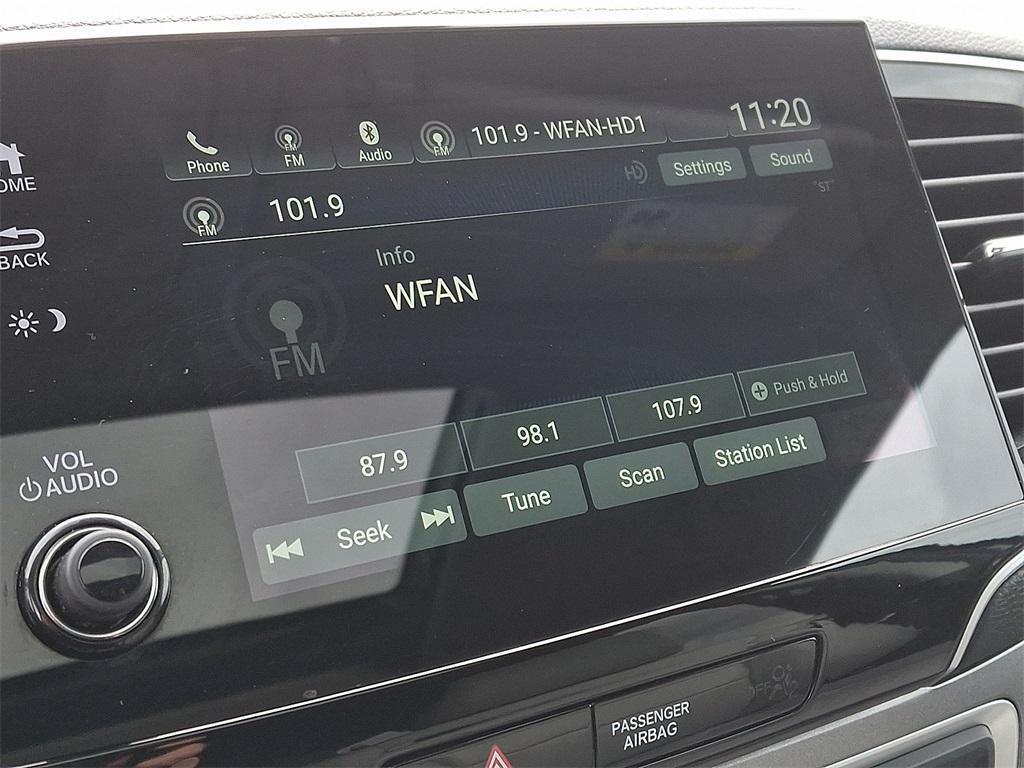 Phone
FM
FM
Audio
FM
101.9 - WFAN-HD1
11:20
HOME
FM
101.9
HD
Settings
Sound
"ST"
BACK
Info
WFAN
FM
87.9
98.1
107.9
Push & Hold
VOL
AUDIO
Seek
Tune
Scan
Station List
PASSENGER
AIRBAG
OFF